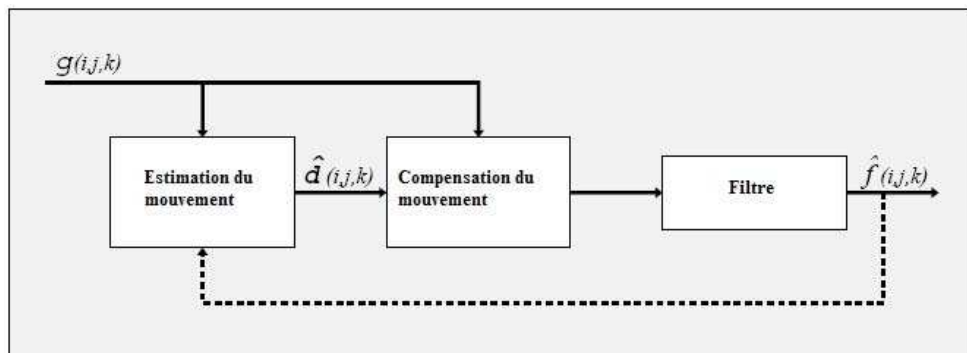 g(i,j,k)
Estimation du
mouvement
d̂(i,j,k)
Compensation du
mouvement
Filtre
f̂(i,j,k)